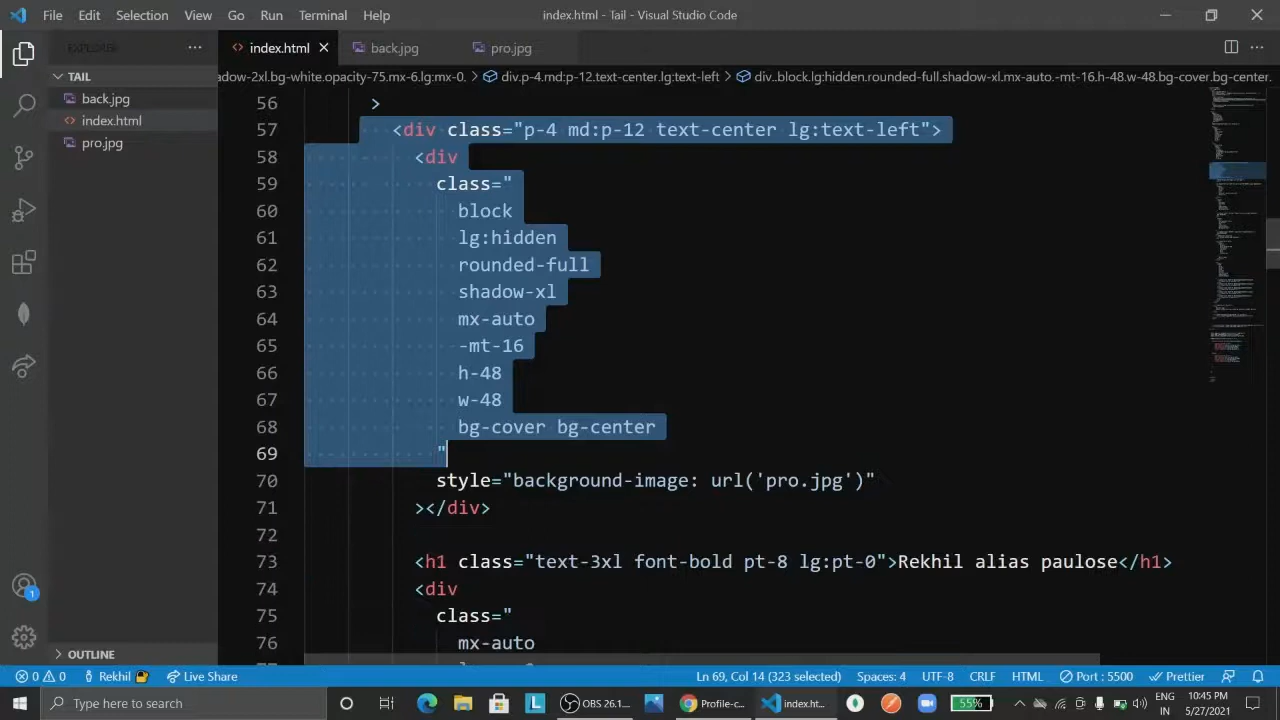 File Edit Selection View Go Run Terminal Help
index.html - Tail - Visual Studio Code
EXPLORER
index.html
back.jpg
pro.jpg
TAIL
back.jpg
index.html
pro.jpg
OUTLINE
adow-2xl.bg-white.opacity-75.mx-6.lg:mx-0. > div.p-4.md:p-12.text-center.lg:text-left > div..block.lg:hidden.rounded-full.shadow-xl.mx-auto.-mt-16.h-48.w-48.bg-cover.bg-center.
56 >
57 <div class="p-4 md:p-12 text-center lg:text-left">
58 <div
59 class="
60 block
61 lg:hidden
62 rounded-full
63 shadow-xl
64 mx-auto
65 -mt-16
66 h-48
67 w-48
68 bg-cover bg-center
69 "
70 style="background-image: url('pro.jpg')"
71 ></div>
72
73 <h1 class="text-3xl font-bold pt-8 lg:pt-0">Rekhil alias paulose</h1>
74 <div
75 class="
76 mx-auto
1
0 0 Rekhil Live Share Ln 69, Col 14 (323 selected) Spaces: 4 UTF-8 CRLF HTML Port : 5500 Prettier
Type here to search
L
OBS 26.1...
Profile-c...
index.ht...
55%
ENG
IN
10:45 PM
5/27/2021